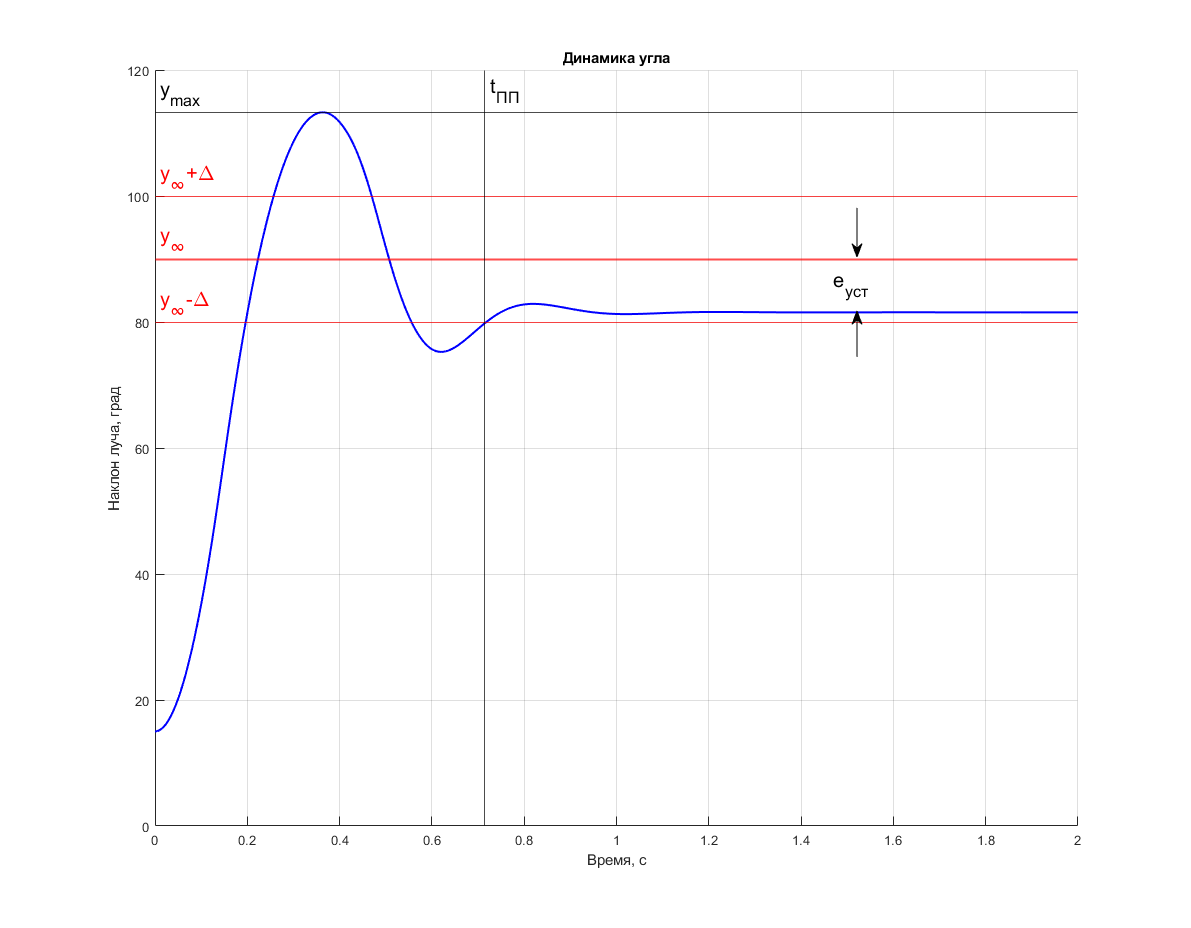 Динамика угла
120
100
80
60
40
20
0
Наклон луча, град
y_max
t_ПП
y_∞+Δ
y_∞
y_∞-Δ
e_уст
0 0.2 0.4 0.6 0.8 1 1.2 1.4 1.6 1.8 2
Время, с